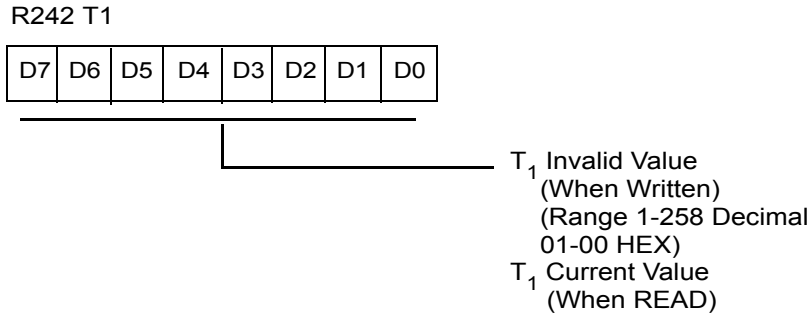 R242 T1
D7 D6 D5 D4 D3 D2 D1 D0
T1 Invalid Value
(When Written)
(Range 1-258 Decimal
01-00 HEX)
T1 Current Value
(When READ)